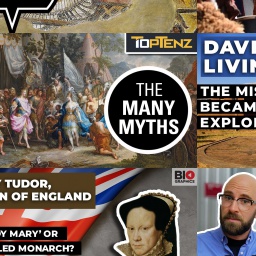 TOPTENZ
THE
MANY
MYTHS
DAVI
LIVIN
THE MIS
BECAM
EXPLO
TUDOR,
N OF ENGLAND
BIO
GRAPHICS
Y MARY' OR
LED MONARCH?